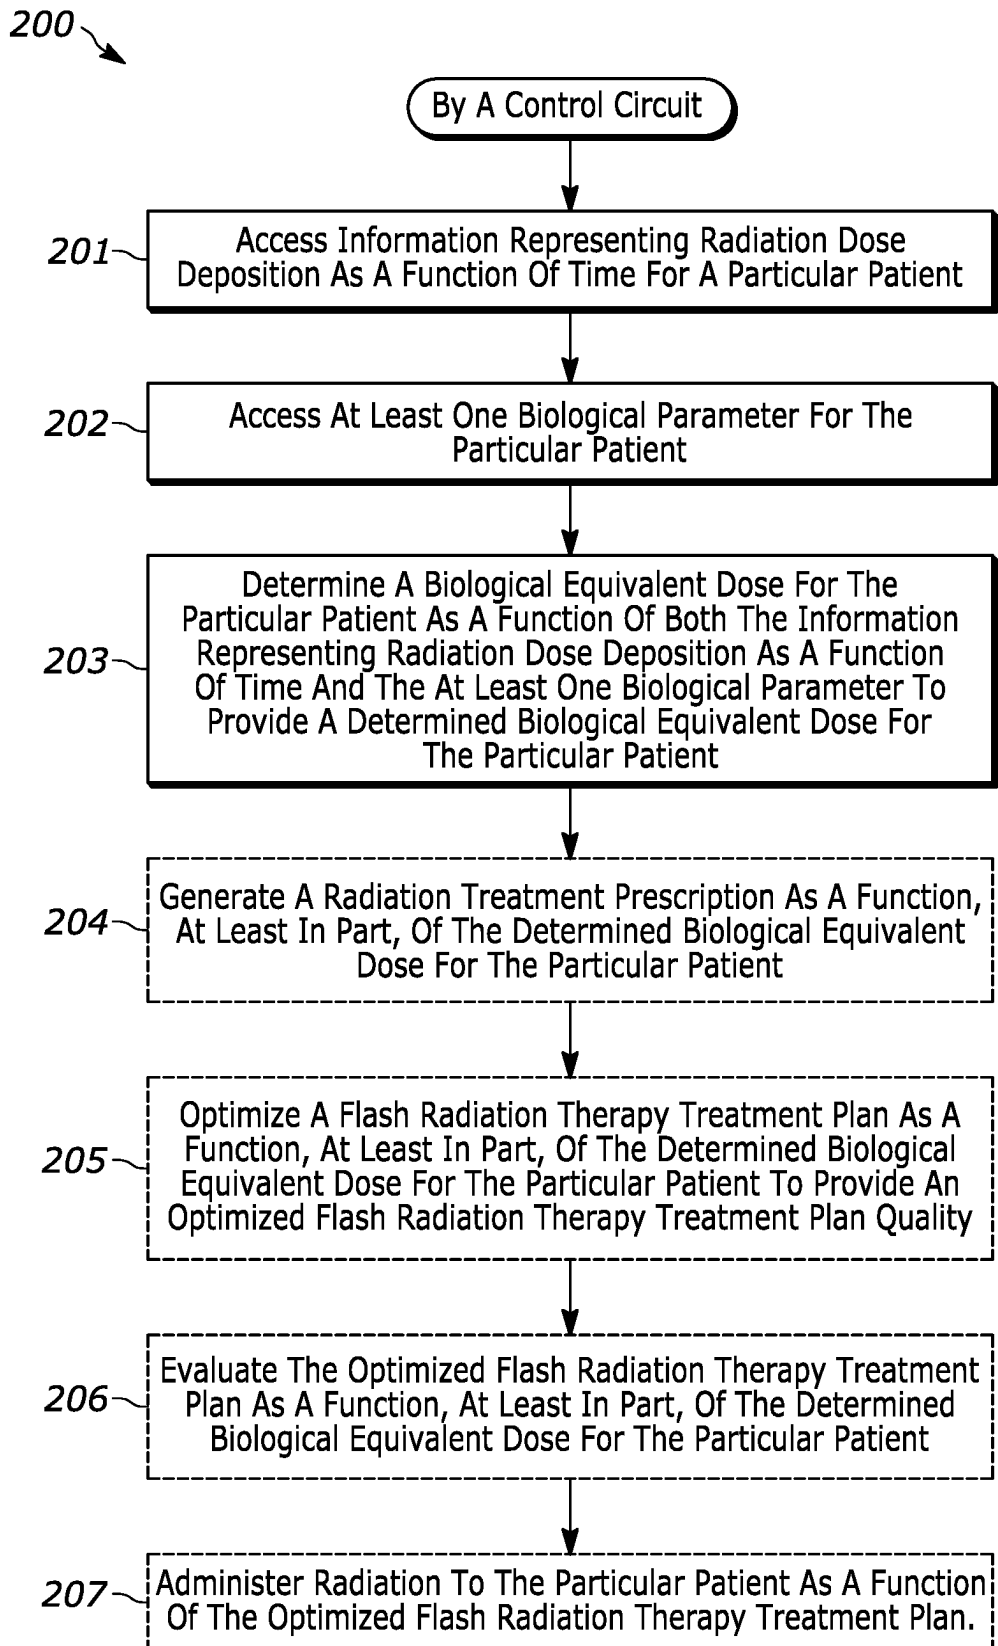 200
By A Control Circuit
201
Access Information Representing Radiation Dose
Deposition As A Function Of Time For A Particular Patient
202
Access At Least One Biological Parameter For The
Particular Patient
203
Determine A Biological Equivalent Dose For The
Particular Patient As A Function Of Both The Information
Representing Radiation Dose Deposition As A Function
Of Time And The At Least One Biological Parameter To
Provide A Determined Biological Equivalent Dose For
The Particular Patient
204
Generate A Radiation Treatment Prescription As A Function,
At Least In Part, Of The Determined Biological Equivalent
Dose For The Particular Patient
205
Optimize A Flash Radiation Therapy Treatment Plan As A
Function, At Least In Part, Of The Determined Biological
Equivalent Dose For The Particular Patient To Provide An
Optimized Flash Radiation Therapy Treatment Plan Quality
206
Evaluate The Optimized Flash Radiation Therapy Treatment
Plan As A Function, At Least In Part, Of The Determined
Biological Equivalent Dose For The Particular Patient
207
Administer Radiation To The Particular Patient As A Function
Of The Optimized Flash Radiation Therapy Treatment Plan.